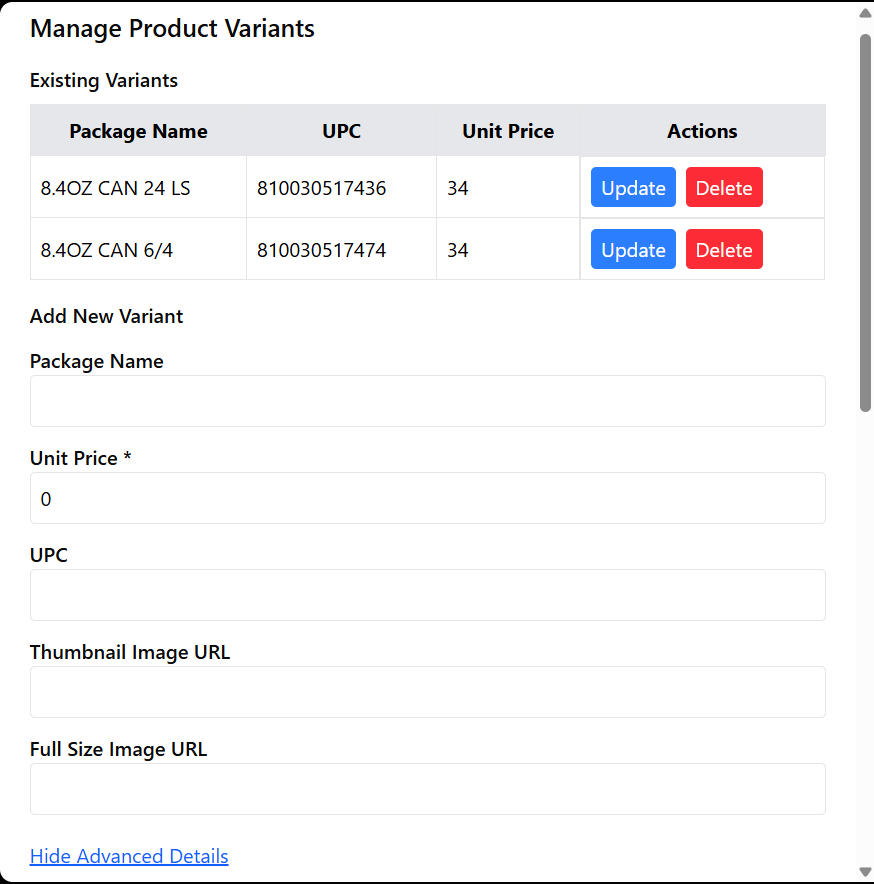 Manage Product Variants
Existing Variants
Package Name UPC Unit Price Actions
8.4OZ CAN 24 LS 810030517436 34 Update Delete
8.4OZ CAN 6/4 810030517474 34 Update Delete
Add New Variant
Package Name
Unit Price *
0
UPC
Thumbnail Image URL
Full Size Image URL
Hide Advanced Details